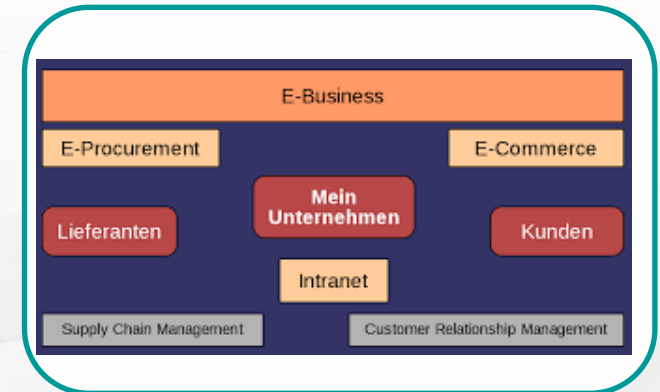 E-Business
E-Procurement
E-Commerce
Mein
Unternehmen
Lieferanten
Kunden
Intranet
Supply Chain Management
Customer Relationship Management